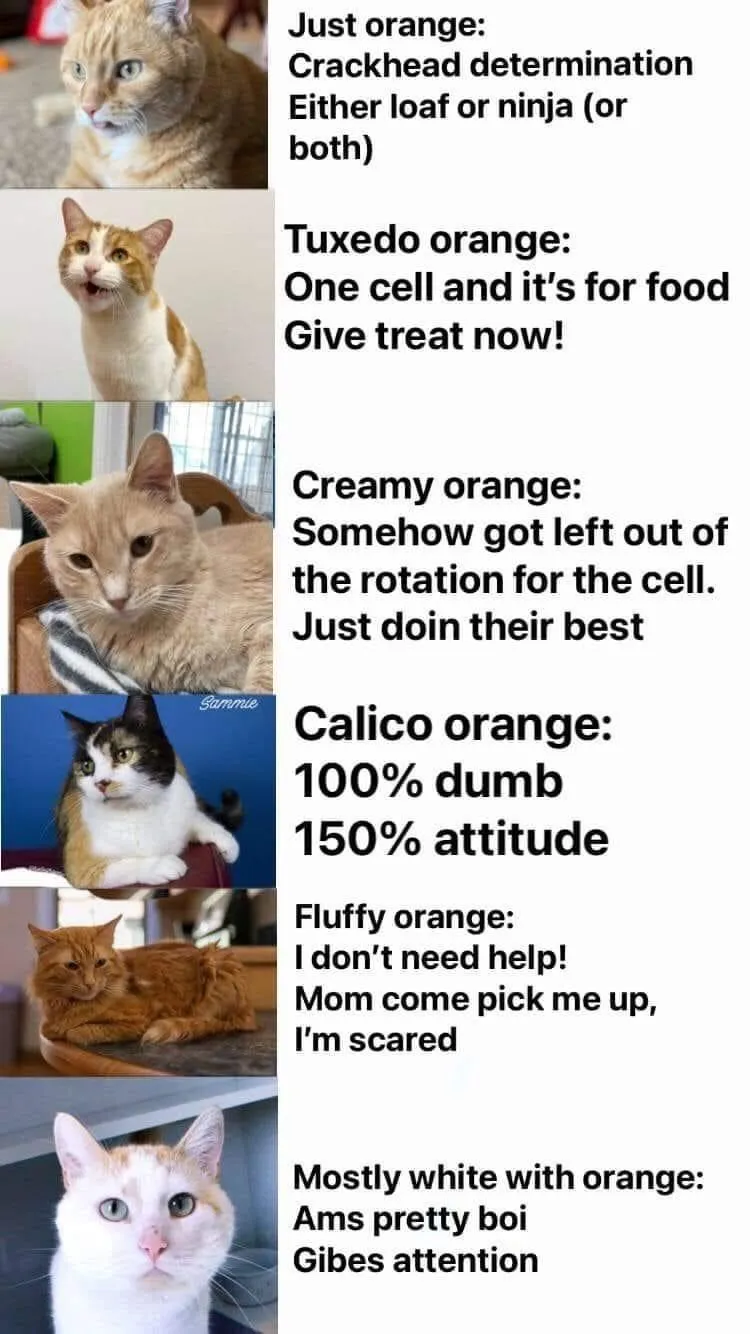 Just orange:
Crackhead determination
Either loaf or ninja (or
both)
Tuxedo orange:
One cell and it's for food
Give treat now!
Creamy orange:
Somehow got left out of
the rotation for the cell.
Just doin their best
Sammie
Calico orange:
100% dumb
150% attitude
Fluffy orange:
I don't need help!
Mom come pick me up,
I'm scared
Mostly white with orange:
Ams pretty boi
Gibes attention